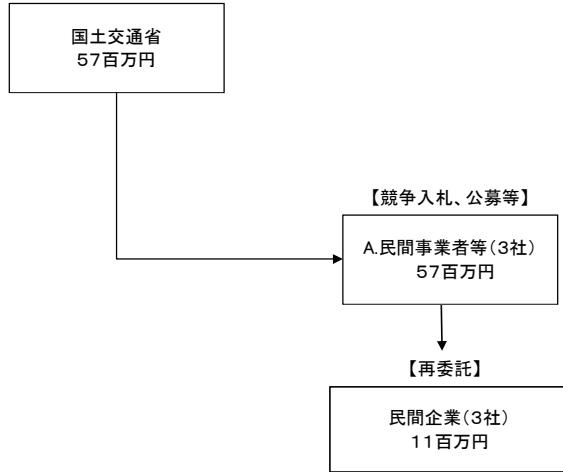 国土交通省
57百万円
【競争入札、公募等】
A.民間事業者等(3社)
57百万円
【再委託】
民間企業(3社)
11百万円